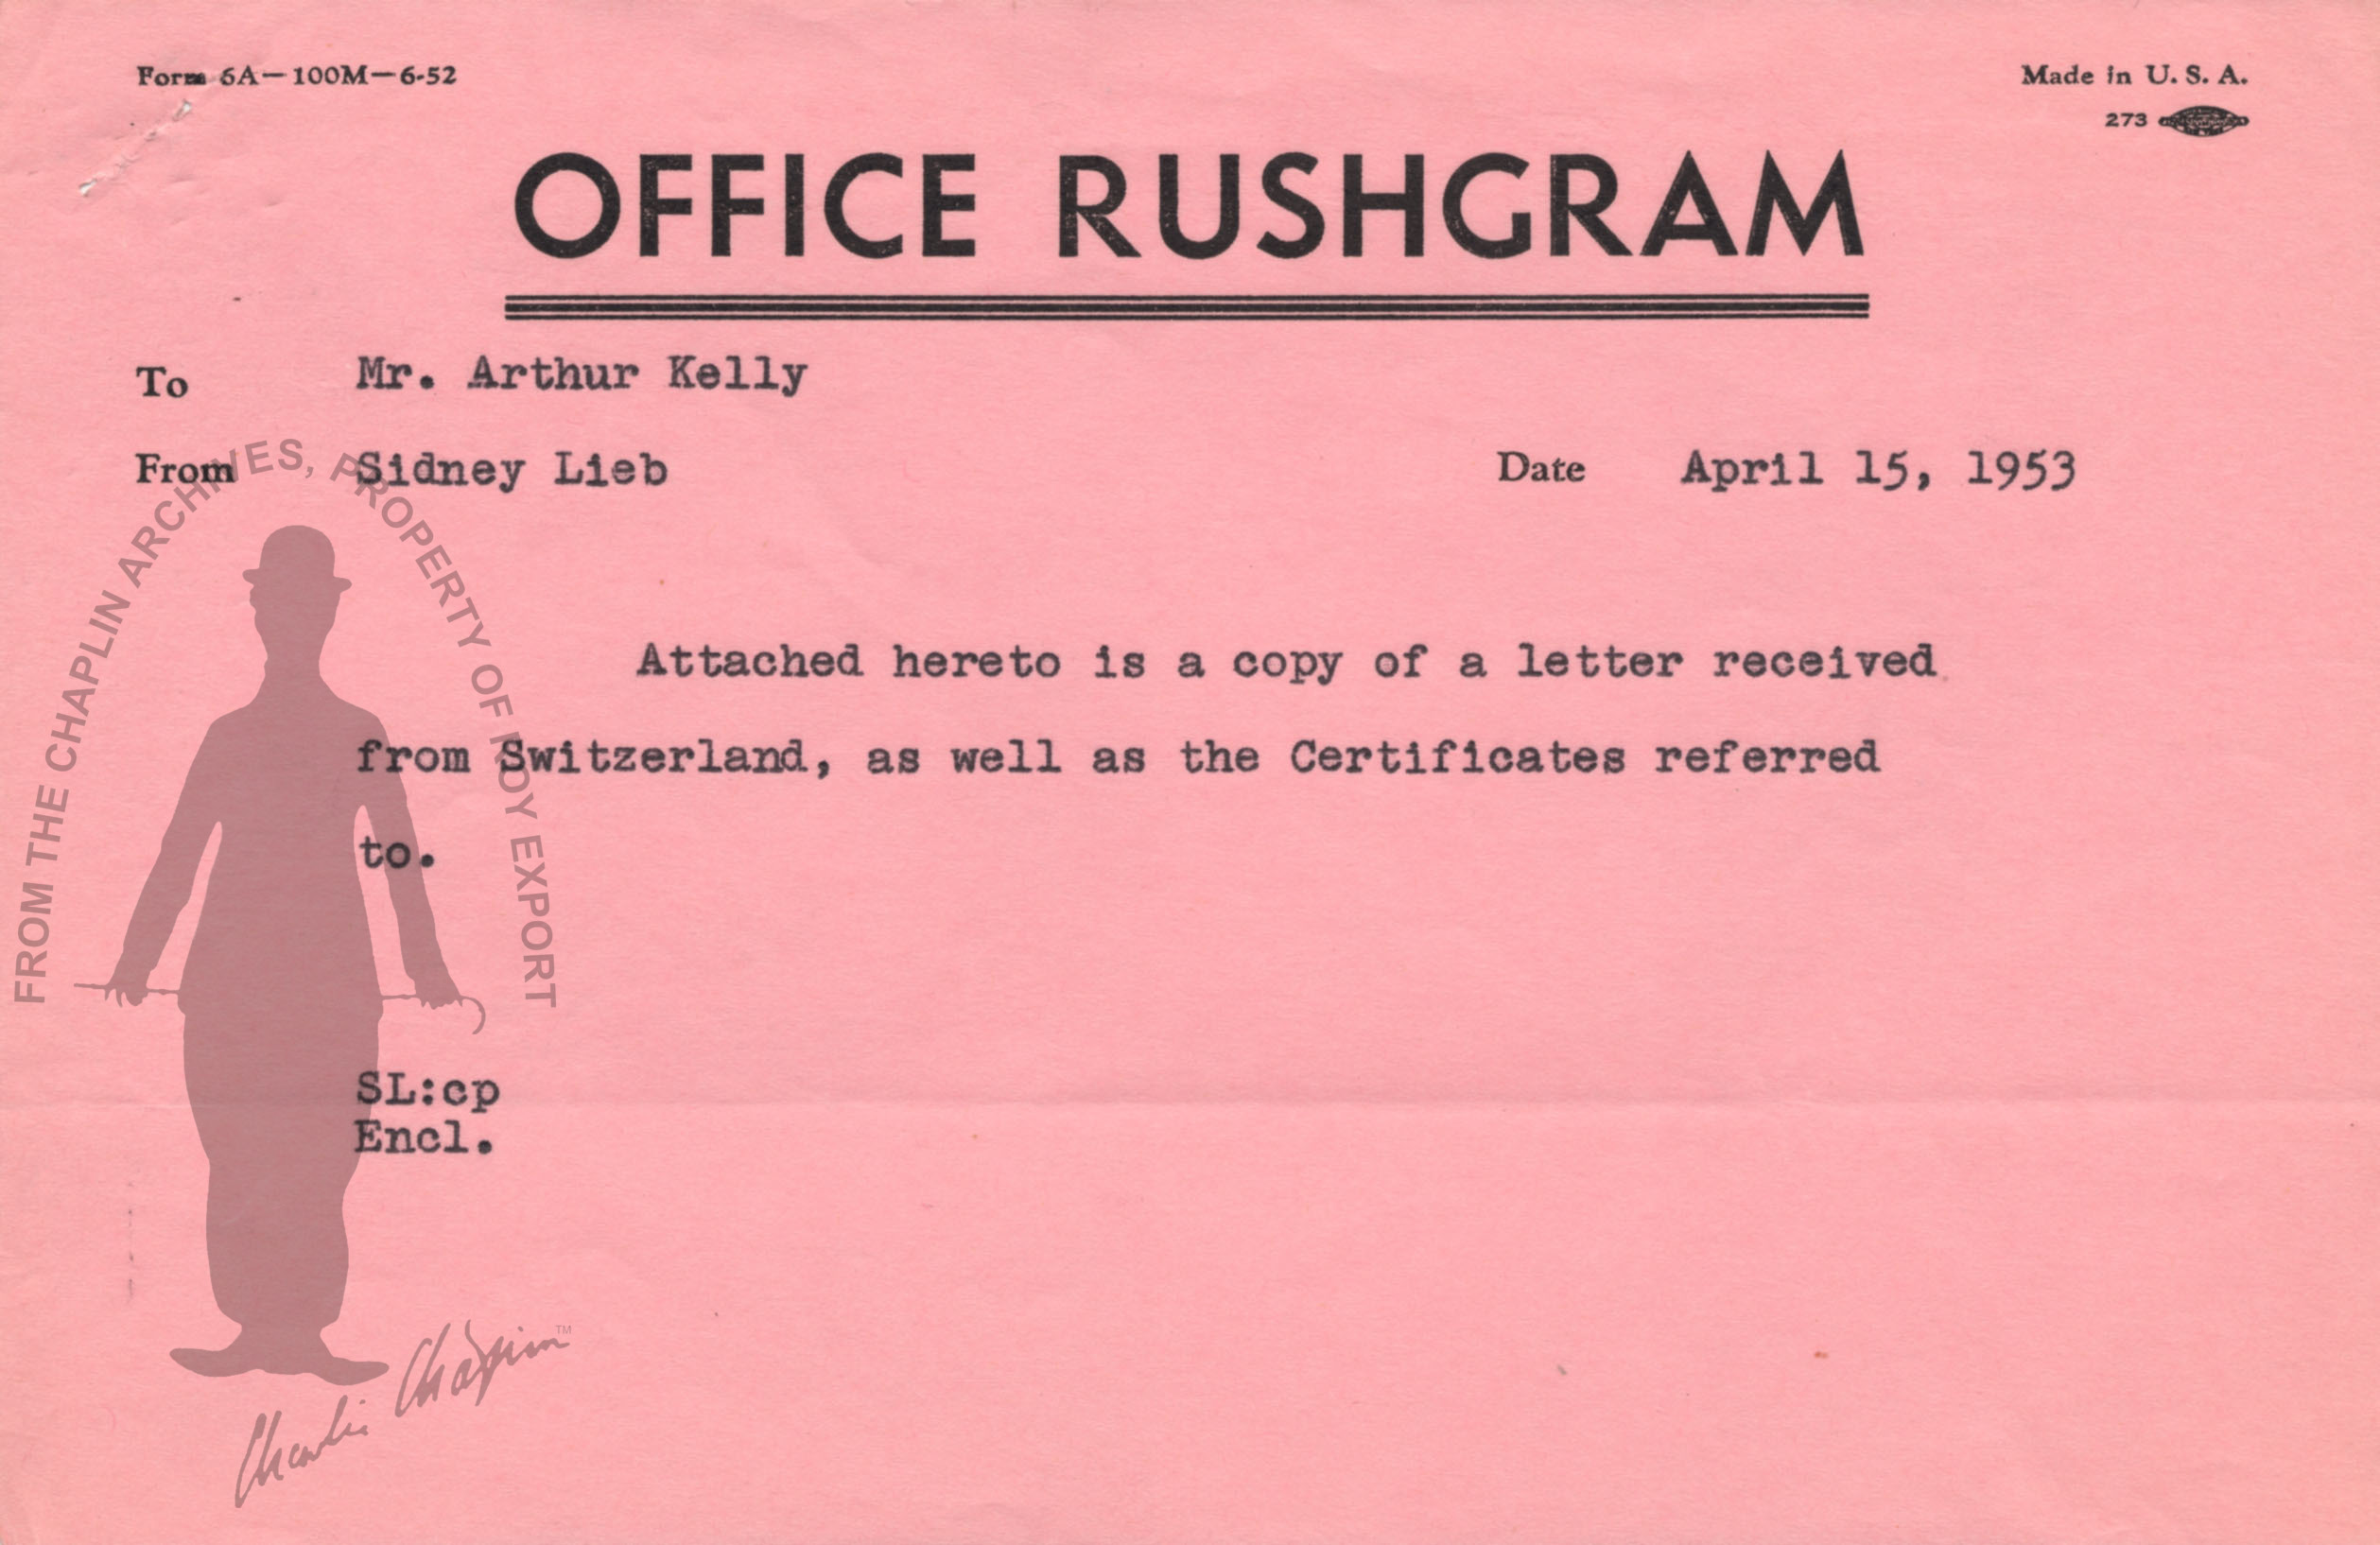 Form 6A—100M—6-52
Made in U. S. A.
273
OFFICE RUSHGRAM
To Mr. Arthur Kelly
From Sidney Lieb Date April 15, 1953
Attached hereto is a copy of a letter received
from Switzerland, as well as the Certificates referred
to.
SL:cp
Encl.
FROM THE CHAPLIN ARCHIVES, PROPERTY OF ROY EXPORT
Charlie Chaplin™